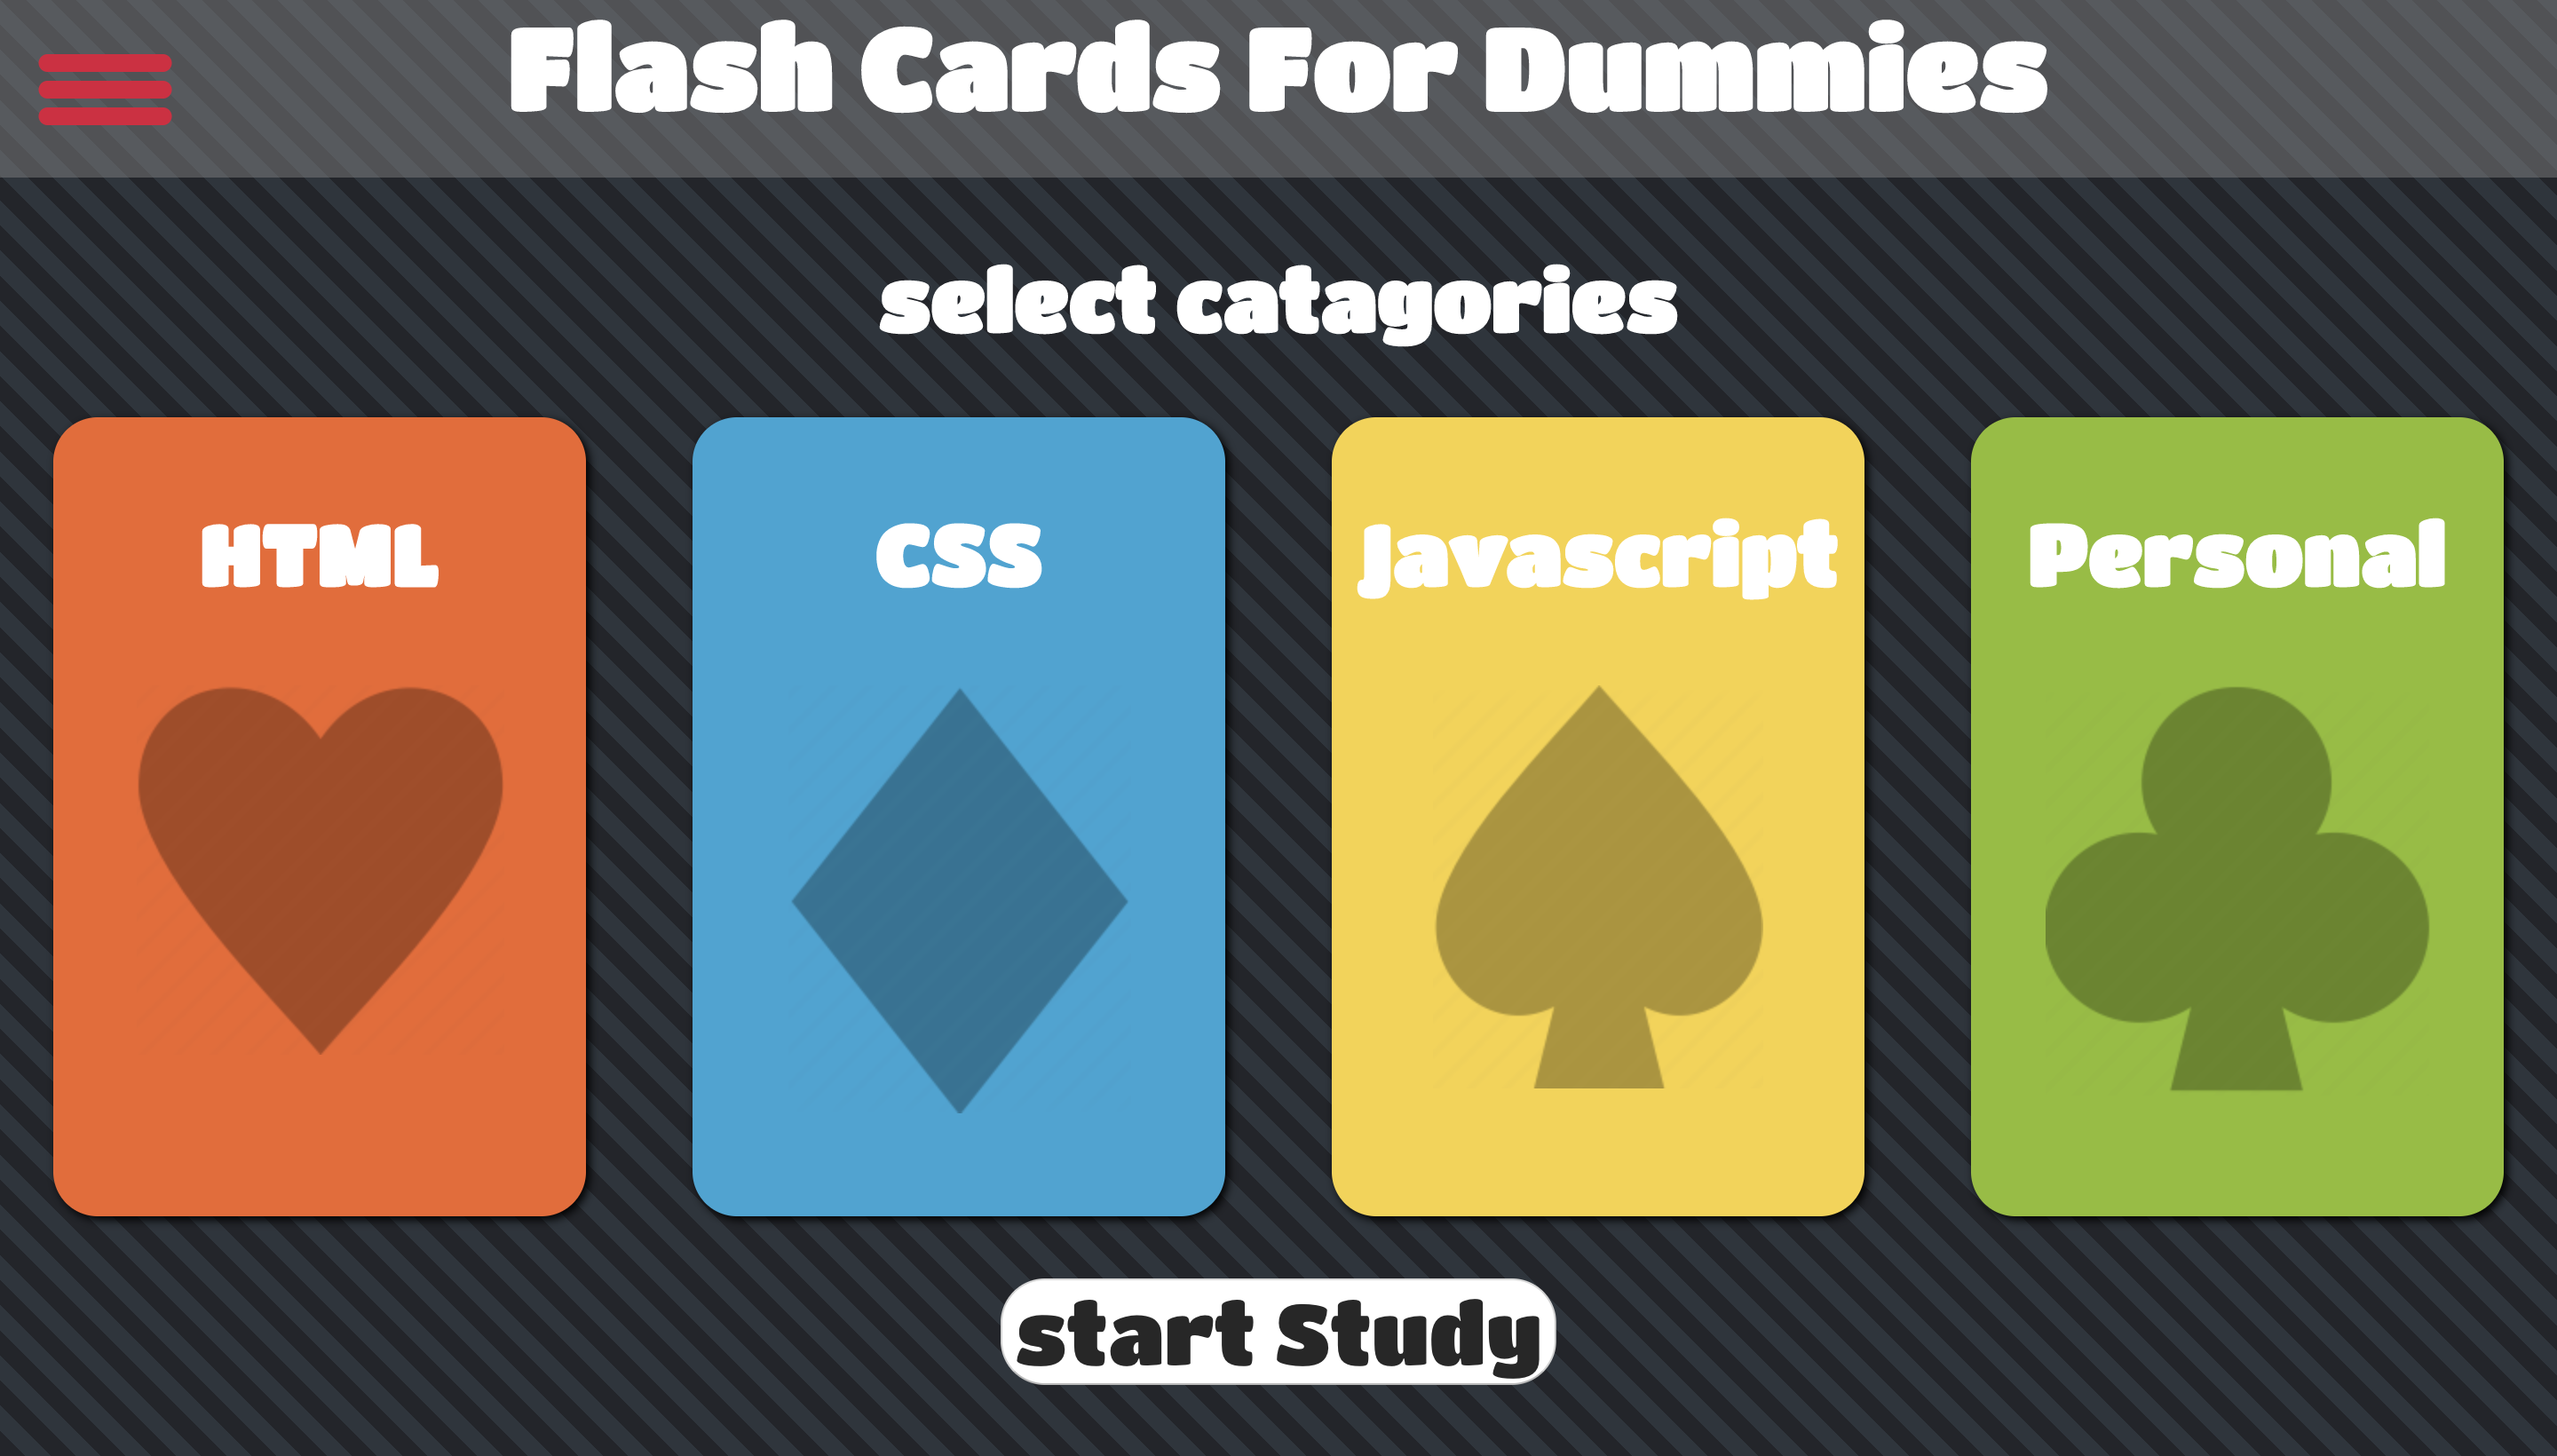 Flash Cards For Dummies
select catagories
HTML
CSS
Javascript
Personal
start Study